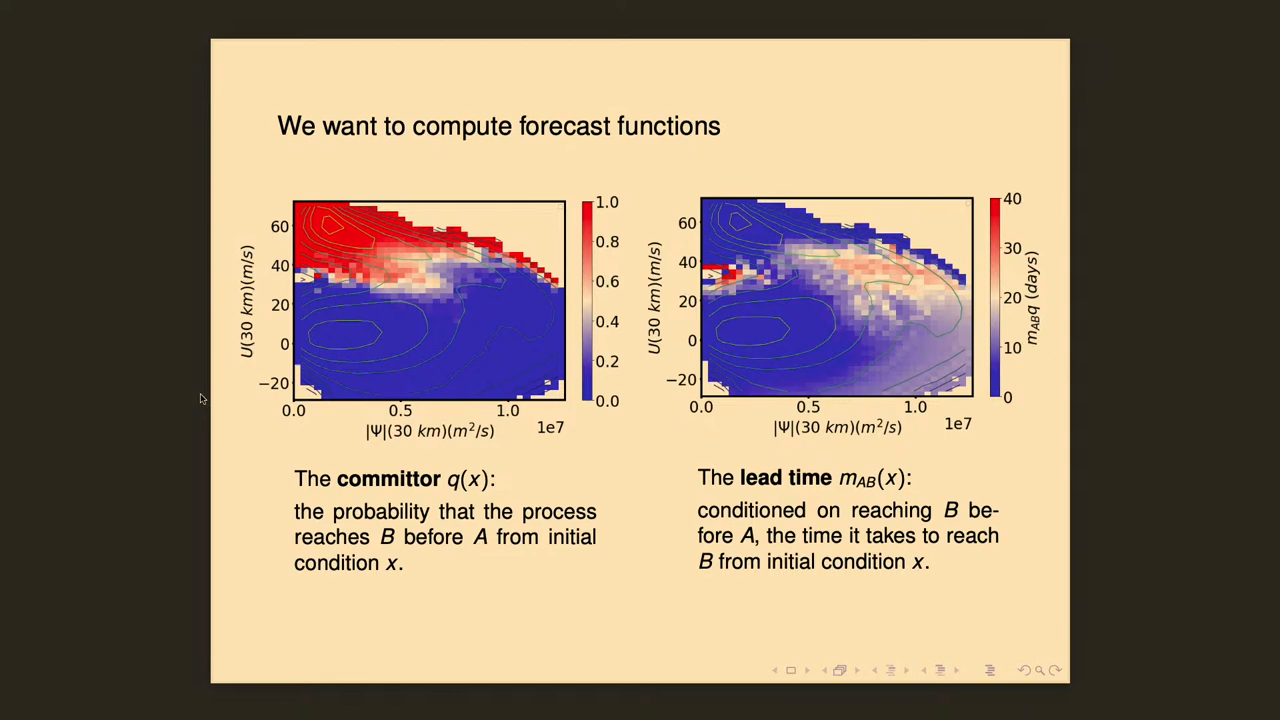 We want to compute forecast functions
60
40
20
0
−20
U(30 km)(m/s)
0.0 0.5 1.0
1e7
|Ψ|(30 km)(m²/s)
1.0
0.8
0.6
0.4
0.2
0.0
60
40
20
0
−20
U(30 km)(m/s)
0.0 0.5 1.0
1e7
|Ψ|(30 km)(m²/s)
40
30
20
10
0
m_AB q (days)
The committor q(x):
the probability that the process
reaches B before A from initial
condition x.
The lead time m_AB(x):
conditioned on reaching B be-
fore A, the time it takes to reach
B from initial condition x.